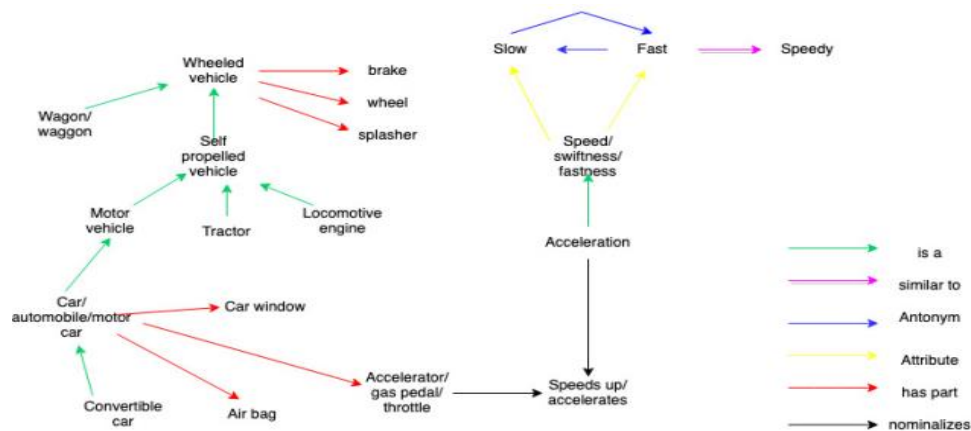 Slow
Fast
Speedy
Wheeled
vehicle
brake
wheel
splasher
Wagon/
waggon
Self
propelled
vehicle
Speed/
swiftness/
fastness
Motor
vehicle
Tractor
Locomotive
engine
Acceleration
is a
similar to
Antonym
Attribute
has part
nominalizes
Car/
automobile/motor
car
Car window
Accelerator/
gas pedal/
throttle
Speeds up/
accelerates
Convertible
car
Air bag